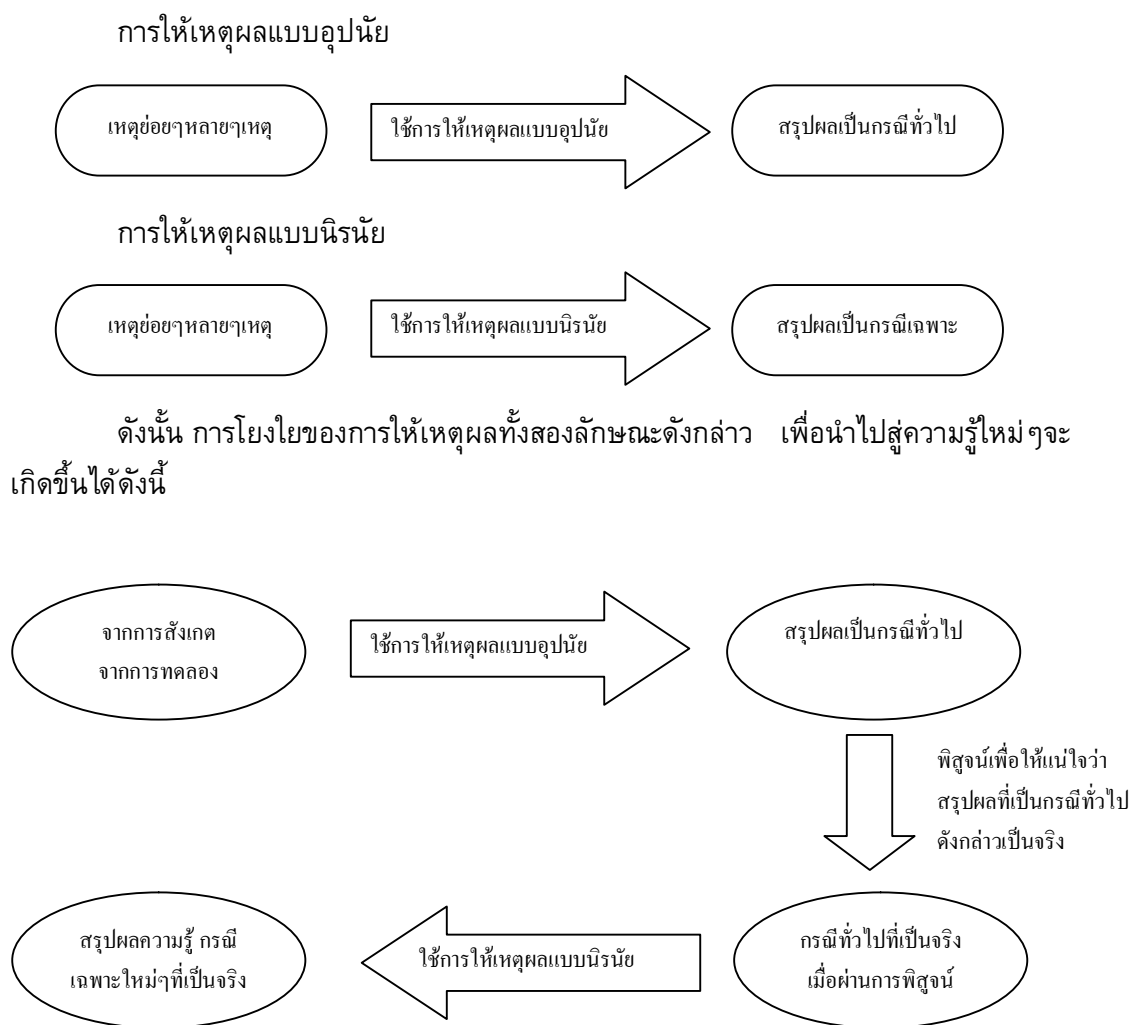 การให้เหตุผลแบบอุปนัย
เหตุย่อยๆหลายๆเหตุ
ใช้การให้เหตุผลแบบอุปนัย
สรุปผลเป็นกรณีทั่วไป
การให้เหตุผลแบบนิรนัย
เหตุย่อยๆหลายๆเหตุ
ใช้การให้เหตุผลแบบนิรนัย
สรุปผลเป็นกรณีเฉพาะ
ดังนั้น การโยงใยของการให้เหตุผลทั้งสองลักษณะดังกล่าว เพื่อนำไปสู่ความรู้ใหม่ๆจะ
เกิดขึ้นได้ดังนี้
จากการสังเกต
จากการทดลอง
ใช้การให้เหตุผลแบบอุปนัย
สรุปผลเป็นกรณีทั่วไป
พิสูจน์เพื่อให้แน่ใจว่า
สรุปผลที่เป็นกรณีทั่วไป
ดังกล่าวเป็นจริง
กรณีทั่วไปที่เป็นจริง
เมื่อผ่านการพิสูจน์
ใช้การให้เหตุผลแบบนิรนัย
สรุปผลความรู้ กรณี
เฉพาะใหม่ๆที่เป็นจริง